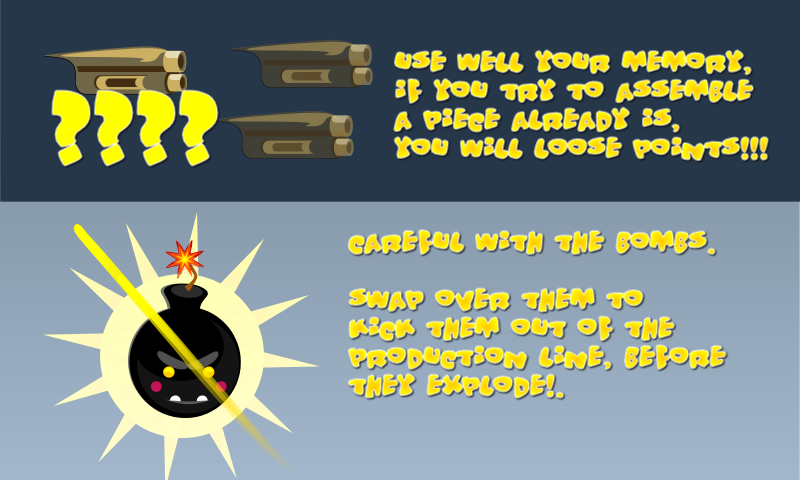 ????
USE WELL YOUR MEMORY,
iF YOU TRY TO ASSEMBLE
A PiECE ALREADY iS,
YOU WiLL LOOSE POiNTS!!!
CAREFUL WiTH THE BOMBS.
SWAP OVER THEM TO
KiCK THEM OUT OF THE
PRODUCTiON LiNE, BEFORE
THEY EXPLODE!.